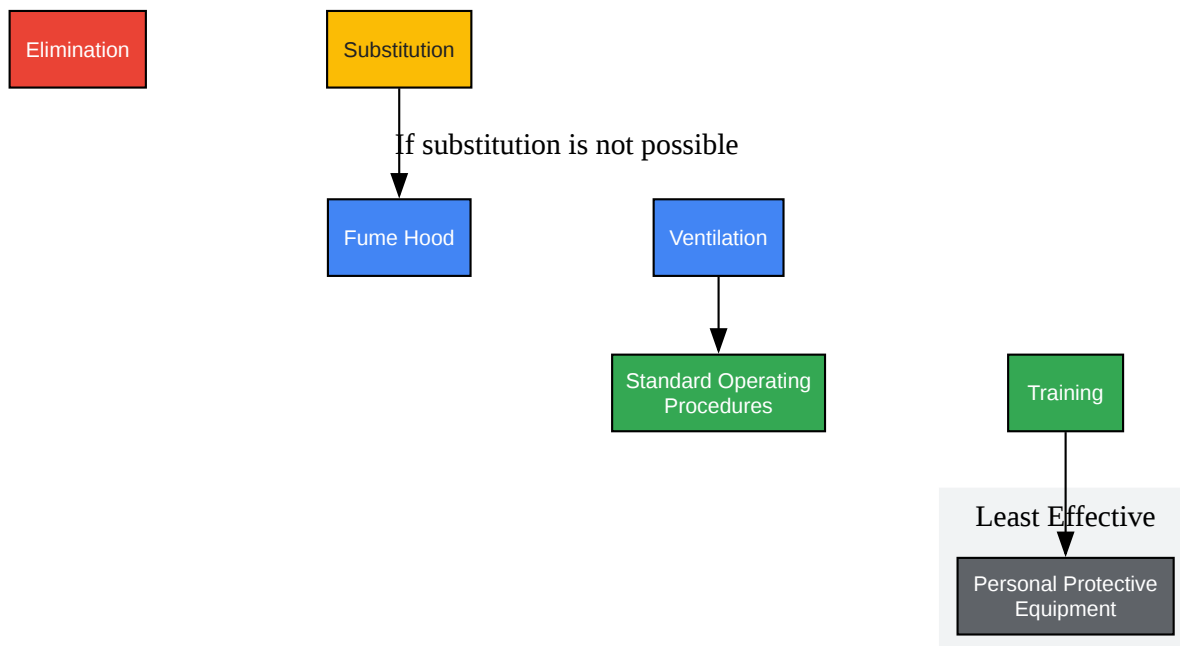 Elimination
Substitution
If substitution is not possible
Fume Hood
Ventilation
Standard Operating
Procedures
Training
Least Effective
Personal Protective
Equipment